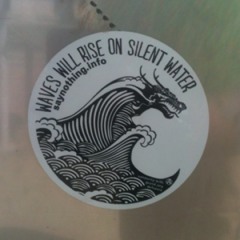 WAVES WILL RISE ON SILENT WATER
saynothing.info